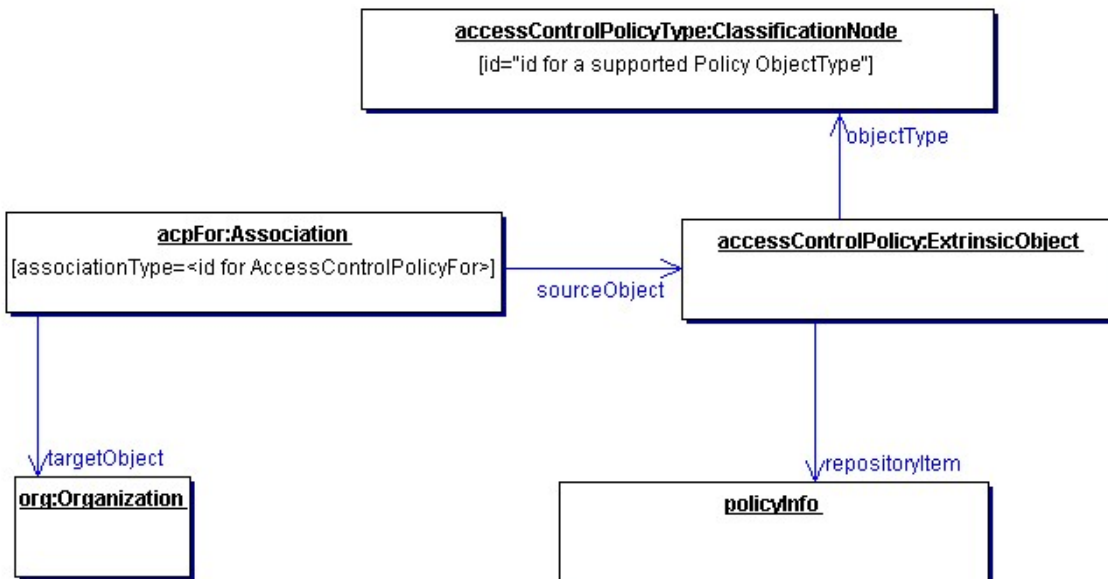 accessControlPolicyType:ClassificationNode
[id="id for a supported Policy ObjectType"]
objectType
acpFor:Association
[associationType=<id for AccessControlPolicyFor>]
sourceObject
accessControlPolicy:ExtrinsicObject
targetObject
repositoryItem
org:Organization
policyInfo